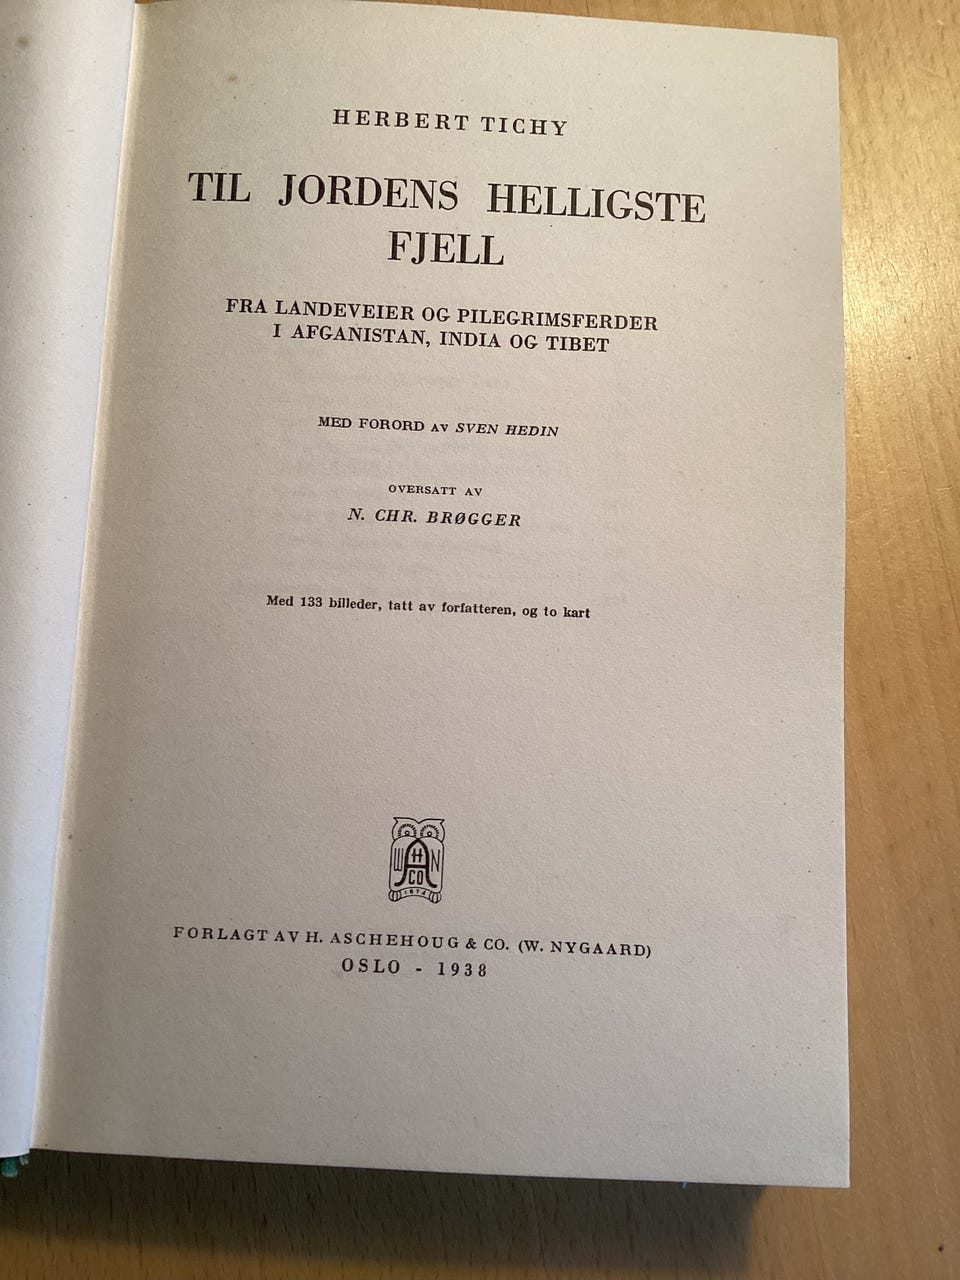 HERBERT TICHY
TIL JORDENS HELLIGSTE
FJELL
FRA LANDEVEIER OG PILEGRIMSFERDER
I AFGANISTAN, INDIA OG TIBET
MED FORORD AV SVEN HEDIN
OVERSATT AV
N. CHR. BRØGGER
Med 133 billeder, tatt av forfatteren, og to kart
W H N
A
CO
1872
FORLAGT AV H. ASCHEHOUG & CO. (W. NYGAARD)
OSLO - 1938